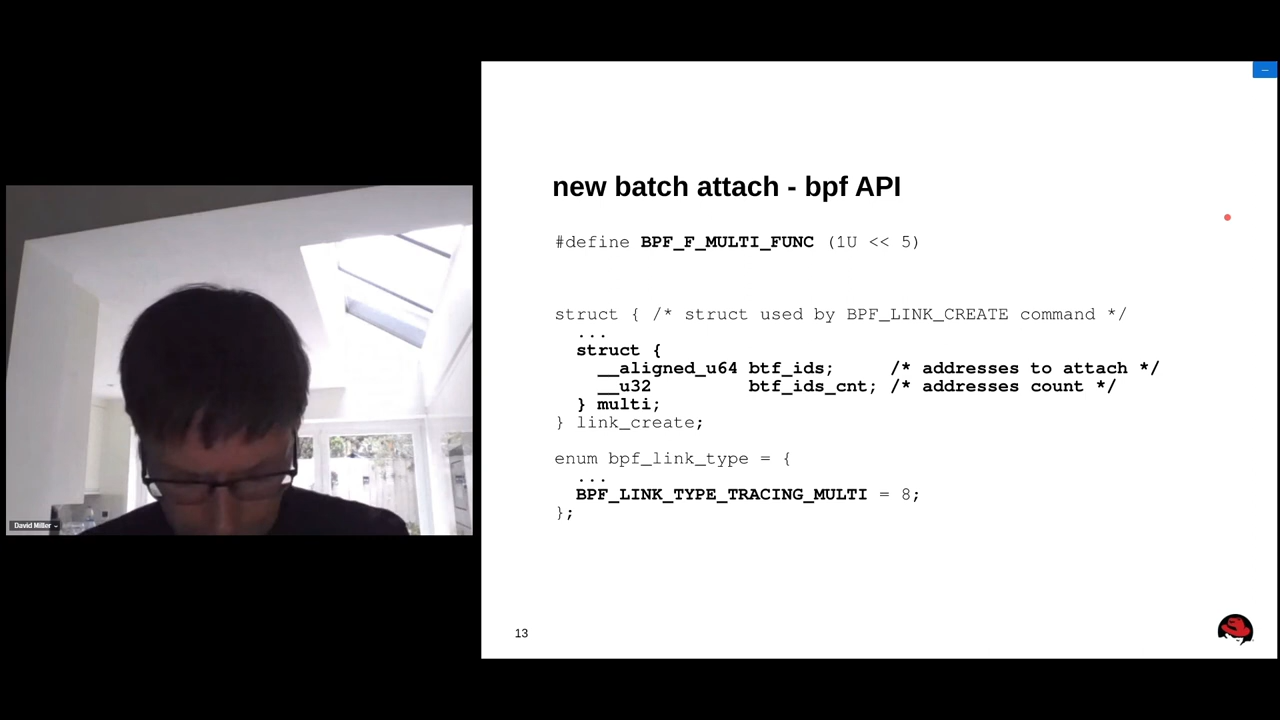 new batch attach - bpf API
#define BPF_F_MULTI_FUNC (1U << 5)
struct { /* struct used by BPF_LINK_CREATE command */
...
struct {
__aligned_u64 btf_ids; /* addresses to attach */
__u32 btf_ids_cnt; /* addresses count */
} multi;
} link_create;
enum bpf_link_type = {
...
BPF_LINK_TYPE_TRACING_MULTI = 8;
};
13
David Miller